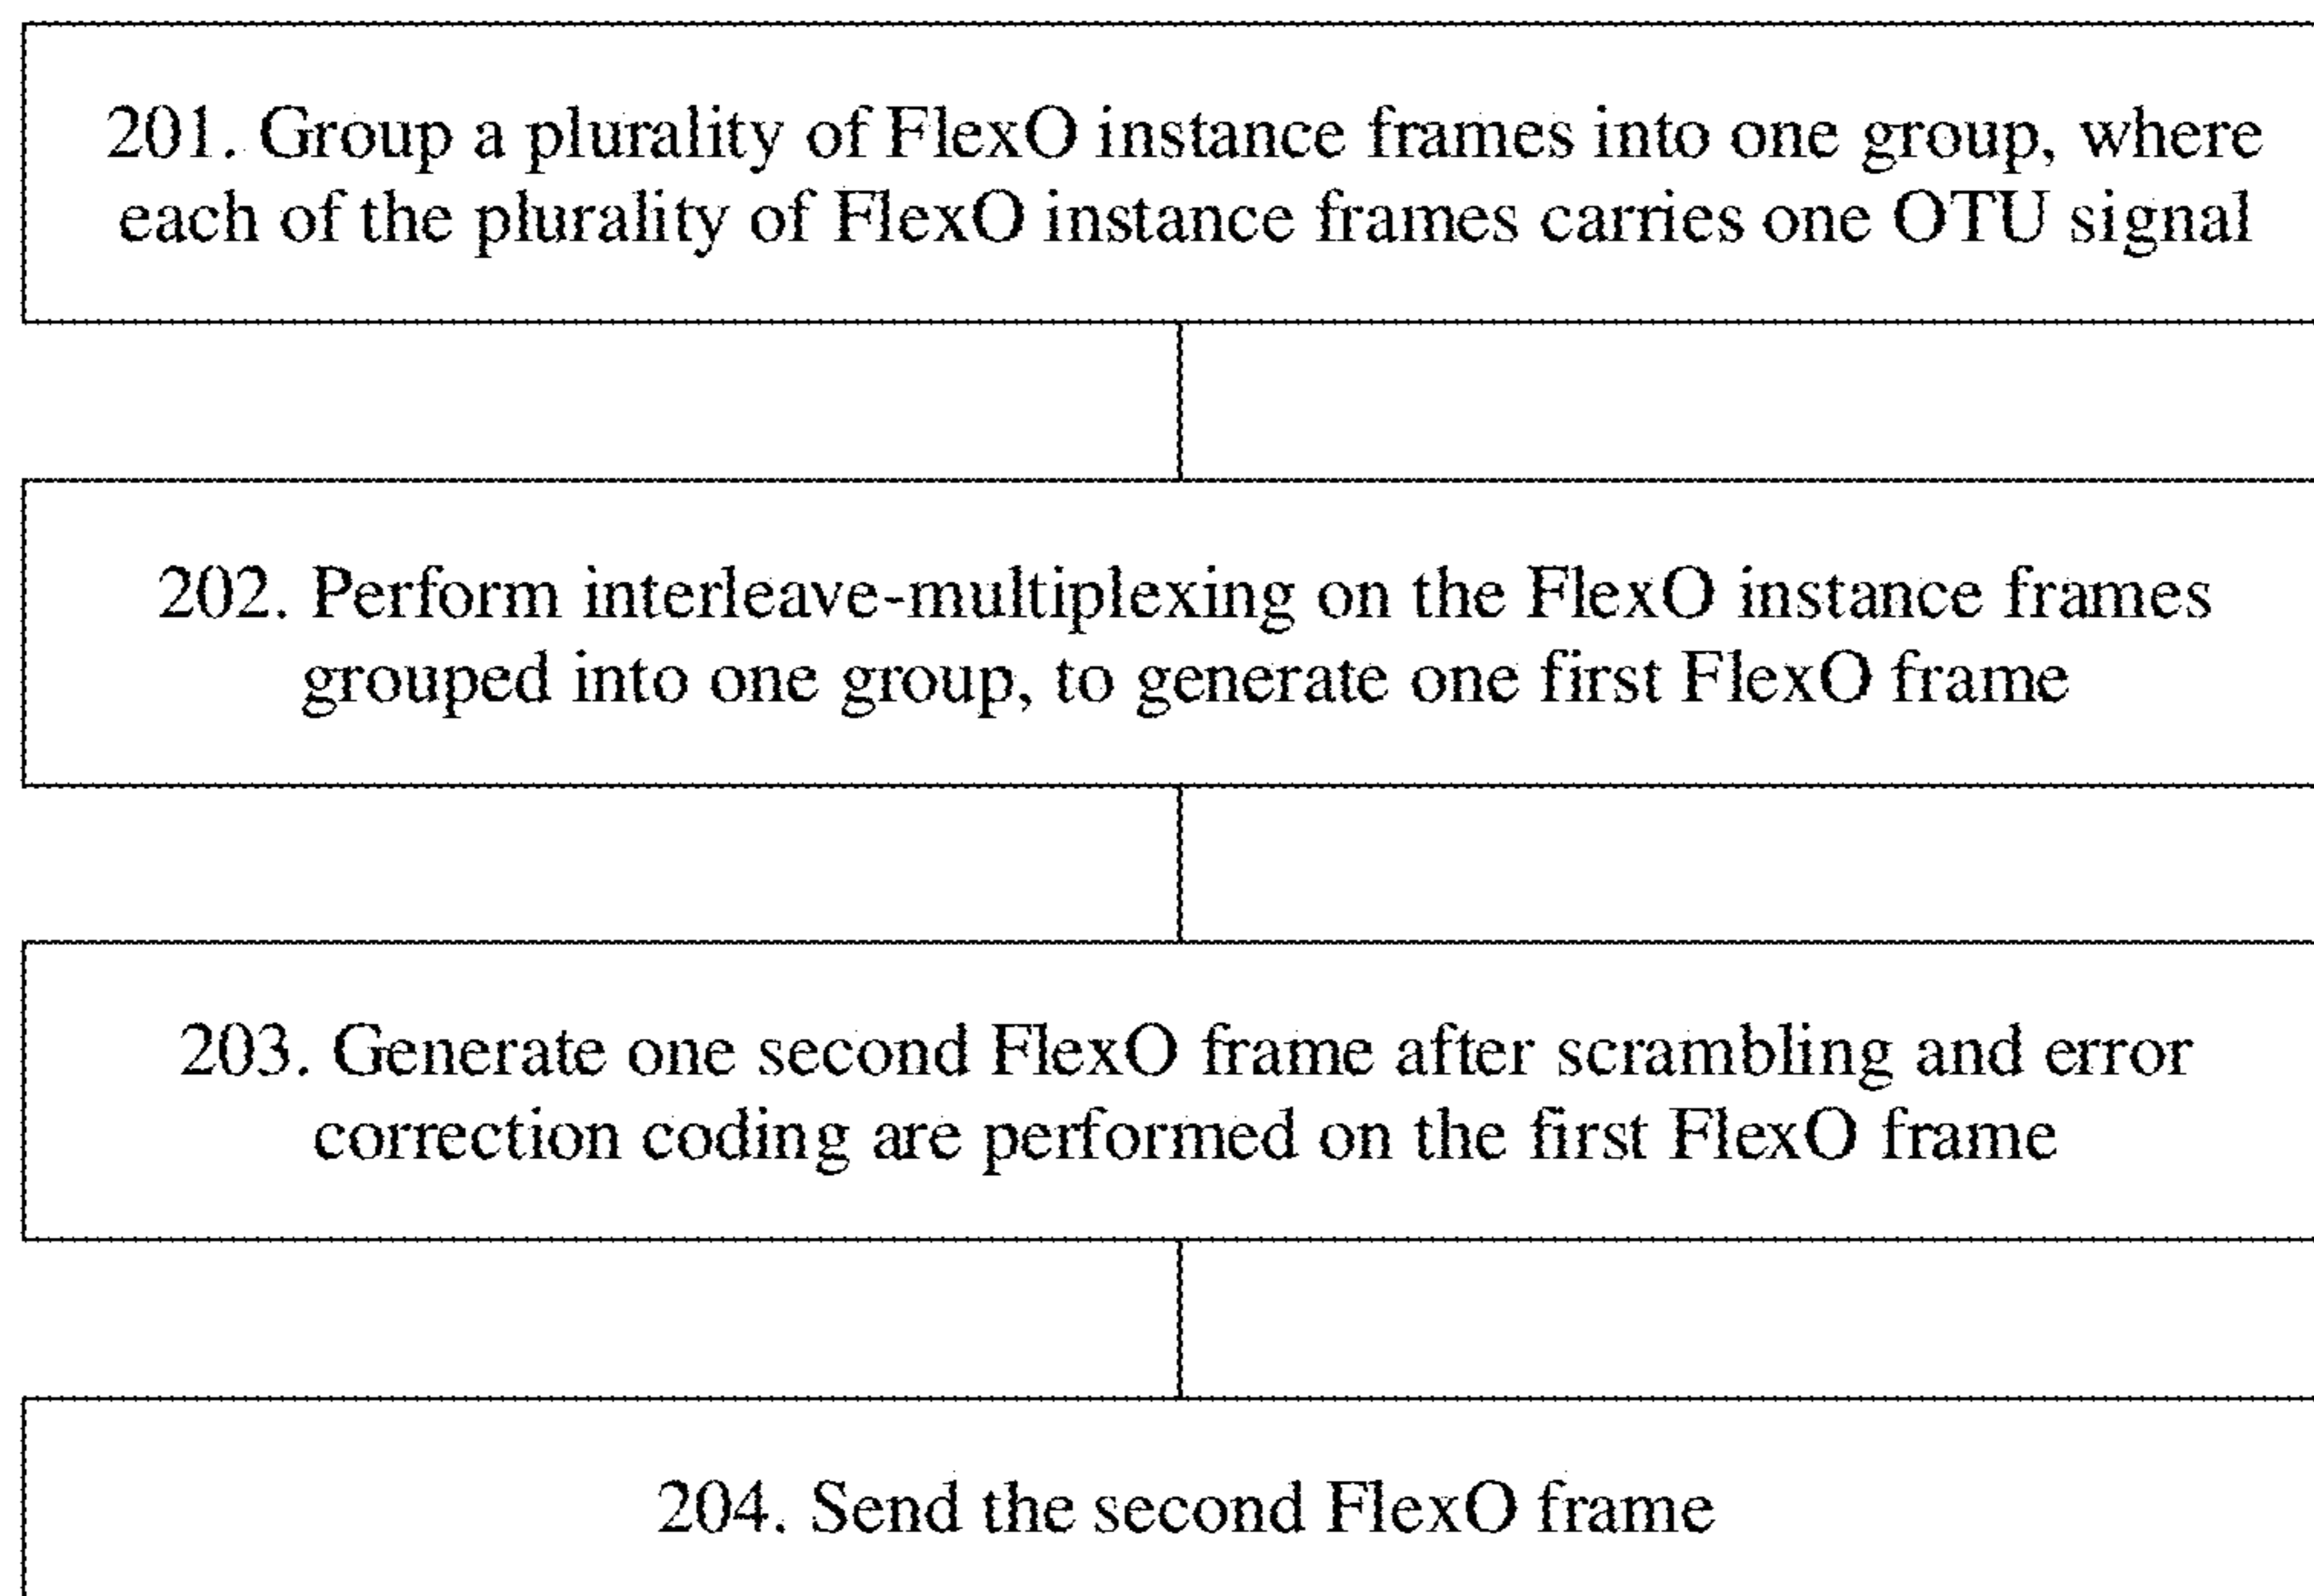 201. Group a plurality of FlexO instance frames into one group, where
each of the plurality of FlexO instance frames carries one OTU signal
202. Perform interleave-multiplexing on the FlexO instance frames
grouped into one group, to generate one first FlexO frame
203. Generate one second FlexO frame after scrambling and error
correction coding are performed on the first FlexO frame
204. Send the second FlexO frame